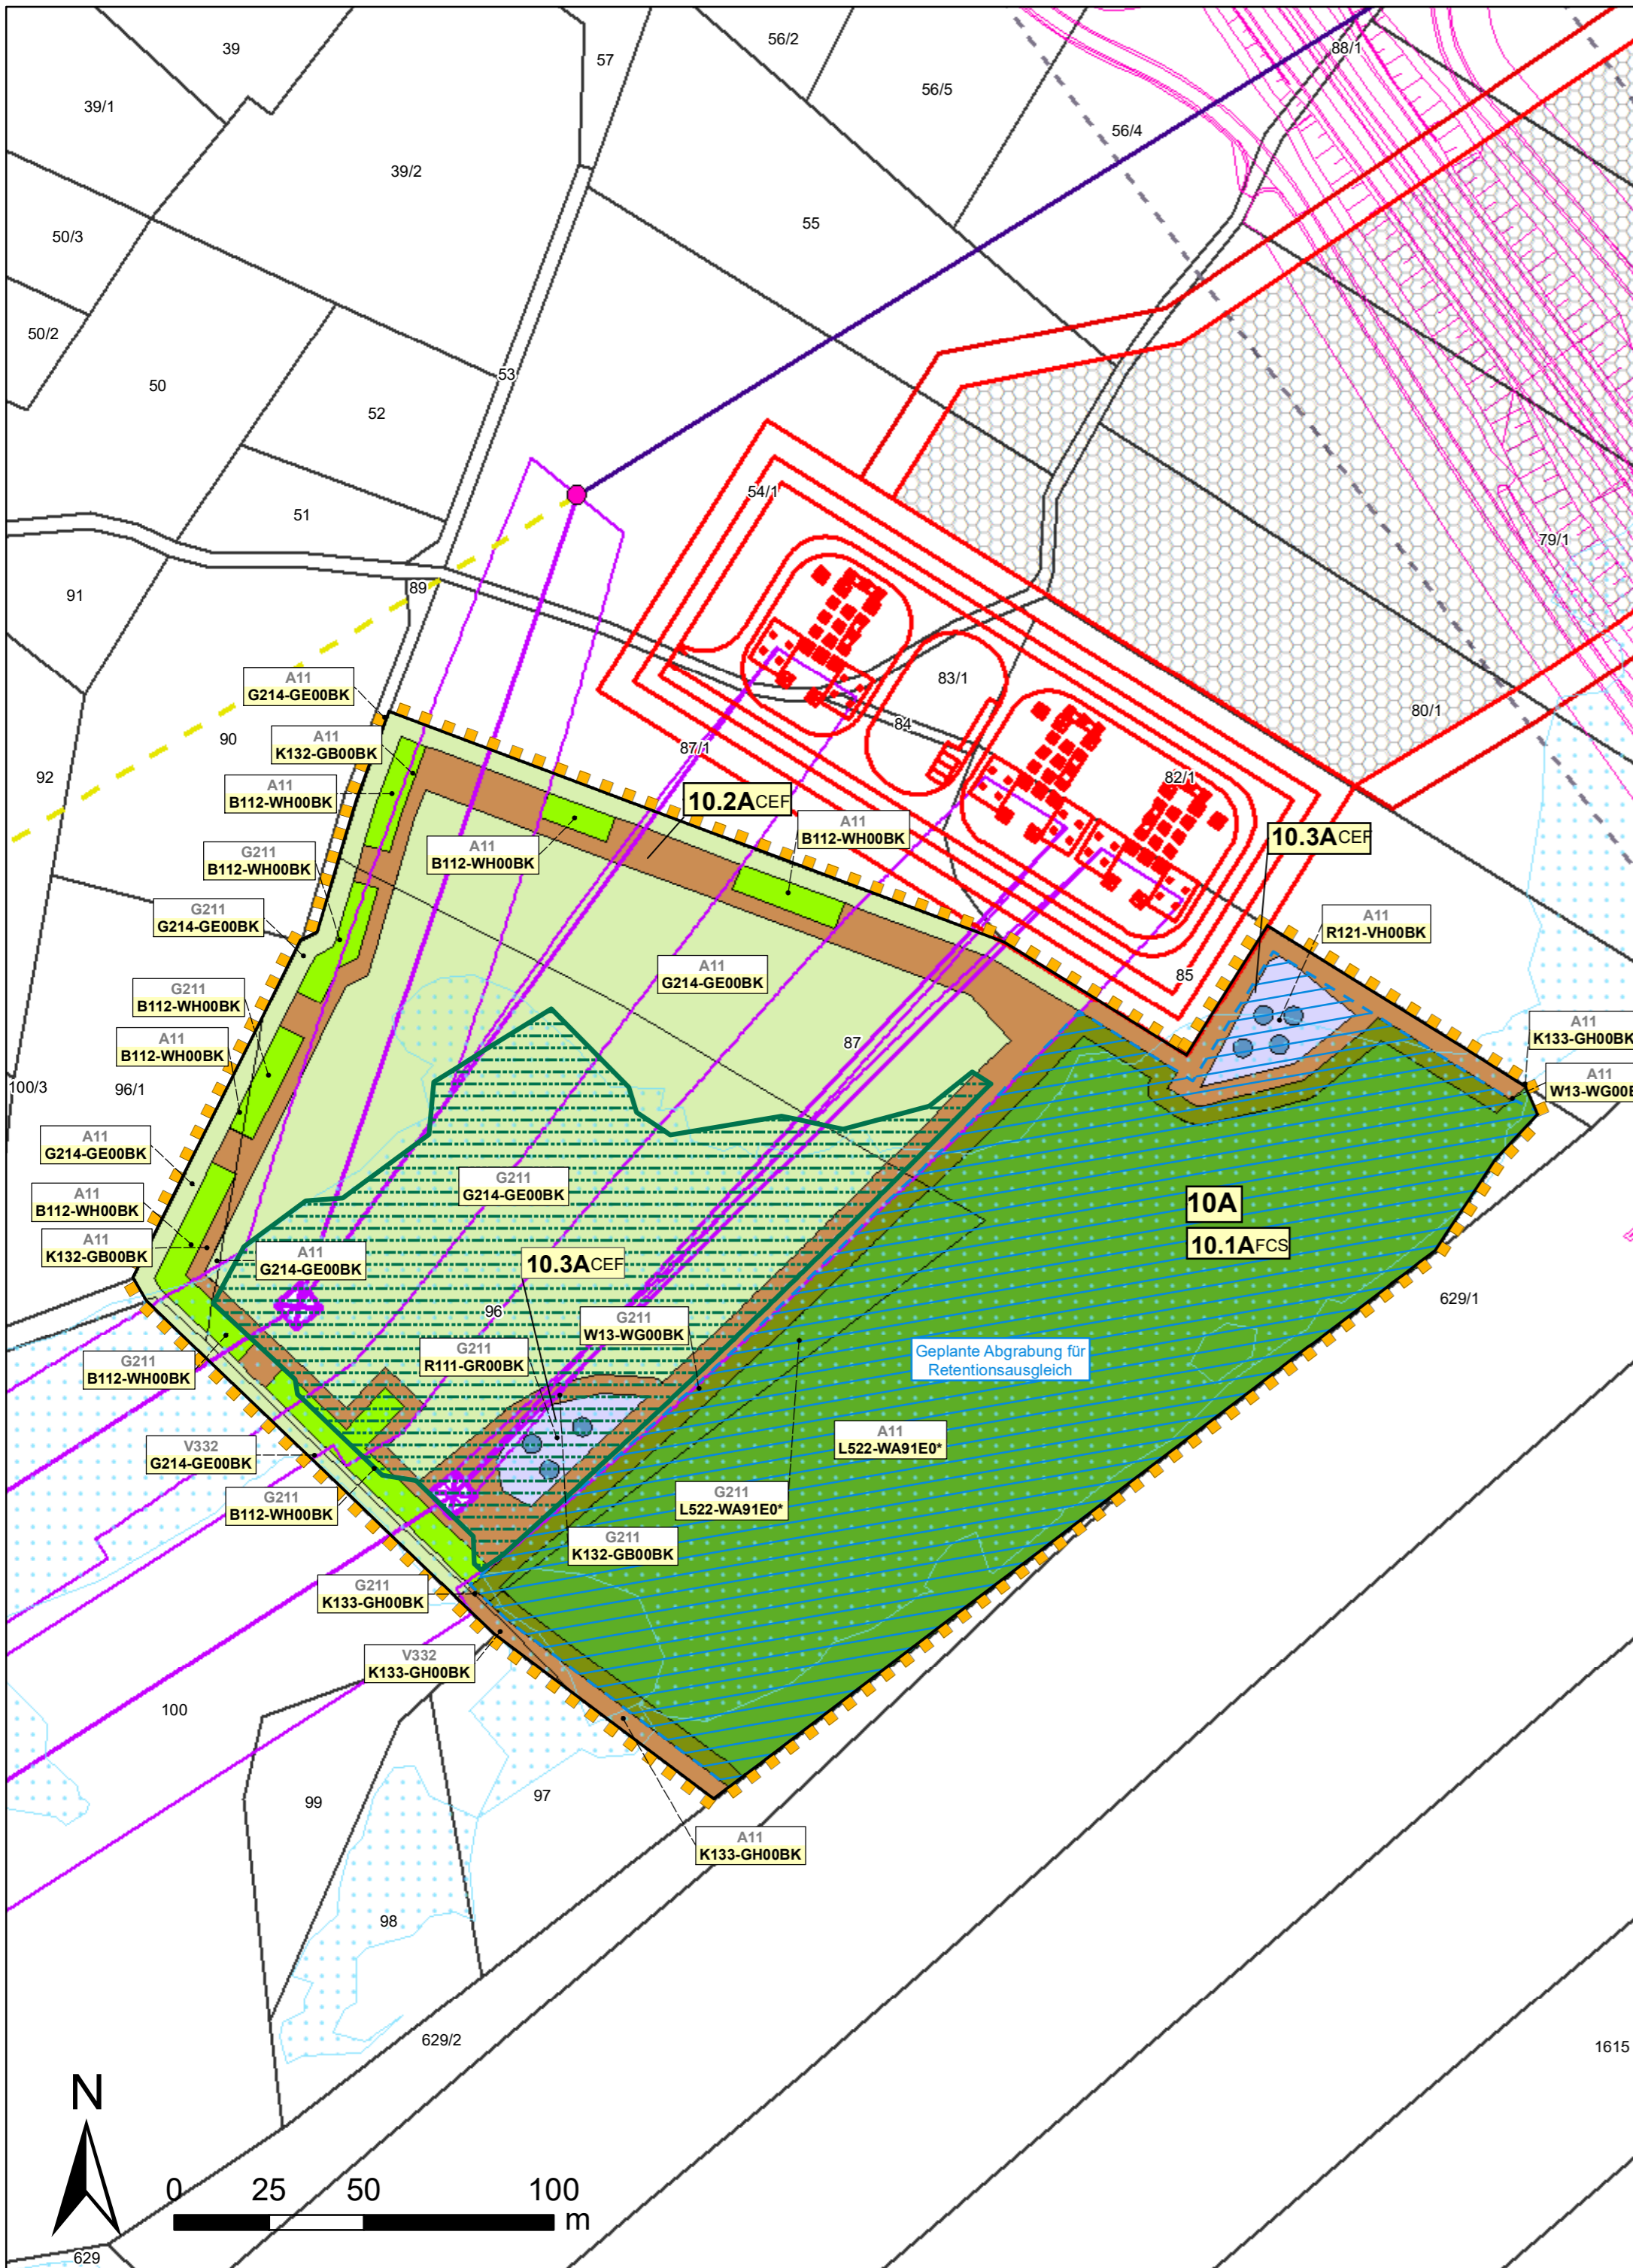 39
57
56/2
88/1
39/1
56/5
56/4
39/2
50/3
55
50/2
53
50
52
54/1
51
79/1
91
89
A11
G214-GE00BK
83/1
80/1
90
84
A11
K132-GB00BK
87/1
92
82/1
A11
B112-WH00BK
10.2ACEF
A11
B112-WH00BK
10.3ACEF
A11
B112-WH00BK
G211
B112-WH00BK
G211
G214-GE00BK
A11
R121-VH00BK
A11
G214-GE00BK
85
G211
B112-WH00BK
A11
K133-GH00BK
A11
B112-WH00BK
87
100/3
96/1
A11
W13-WG00B
A11
G214-GE00BK
G211
G214-GE00BK
A11
B112-WH00BK
10A
10.1AFCS
A11
K132-GB00BK
A11
G214-GE00BK
10.3ACEF
629/1
96
G211
W13-WG00BK
G211
R111-GR00BK
Geplante Abgrabung für
Retentionsausgleich
G211
B112-WH00BK
A11
L522-WA91E0*
V332
G214-GE00BK
G211
B112-WH00BK
G211
L522-WA91E0*
G211
K132-GB00BK
G211
K133-GH00BK
V332
K133-GH00BK
100
99
97
A11
K133-GH00BK
98
629/2
1615
N
0 25 50 100
m
629